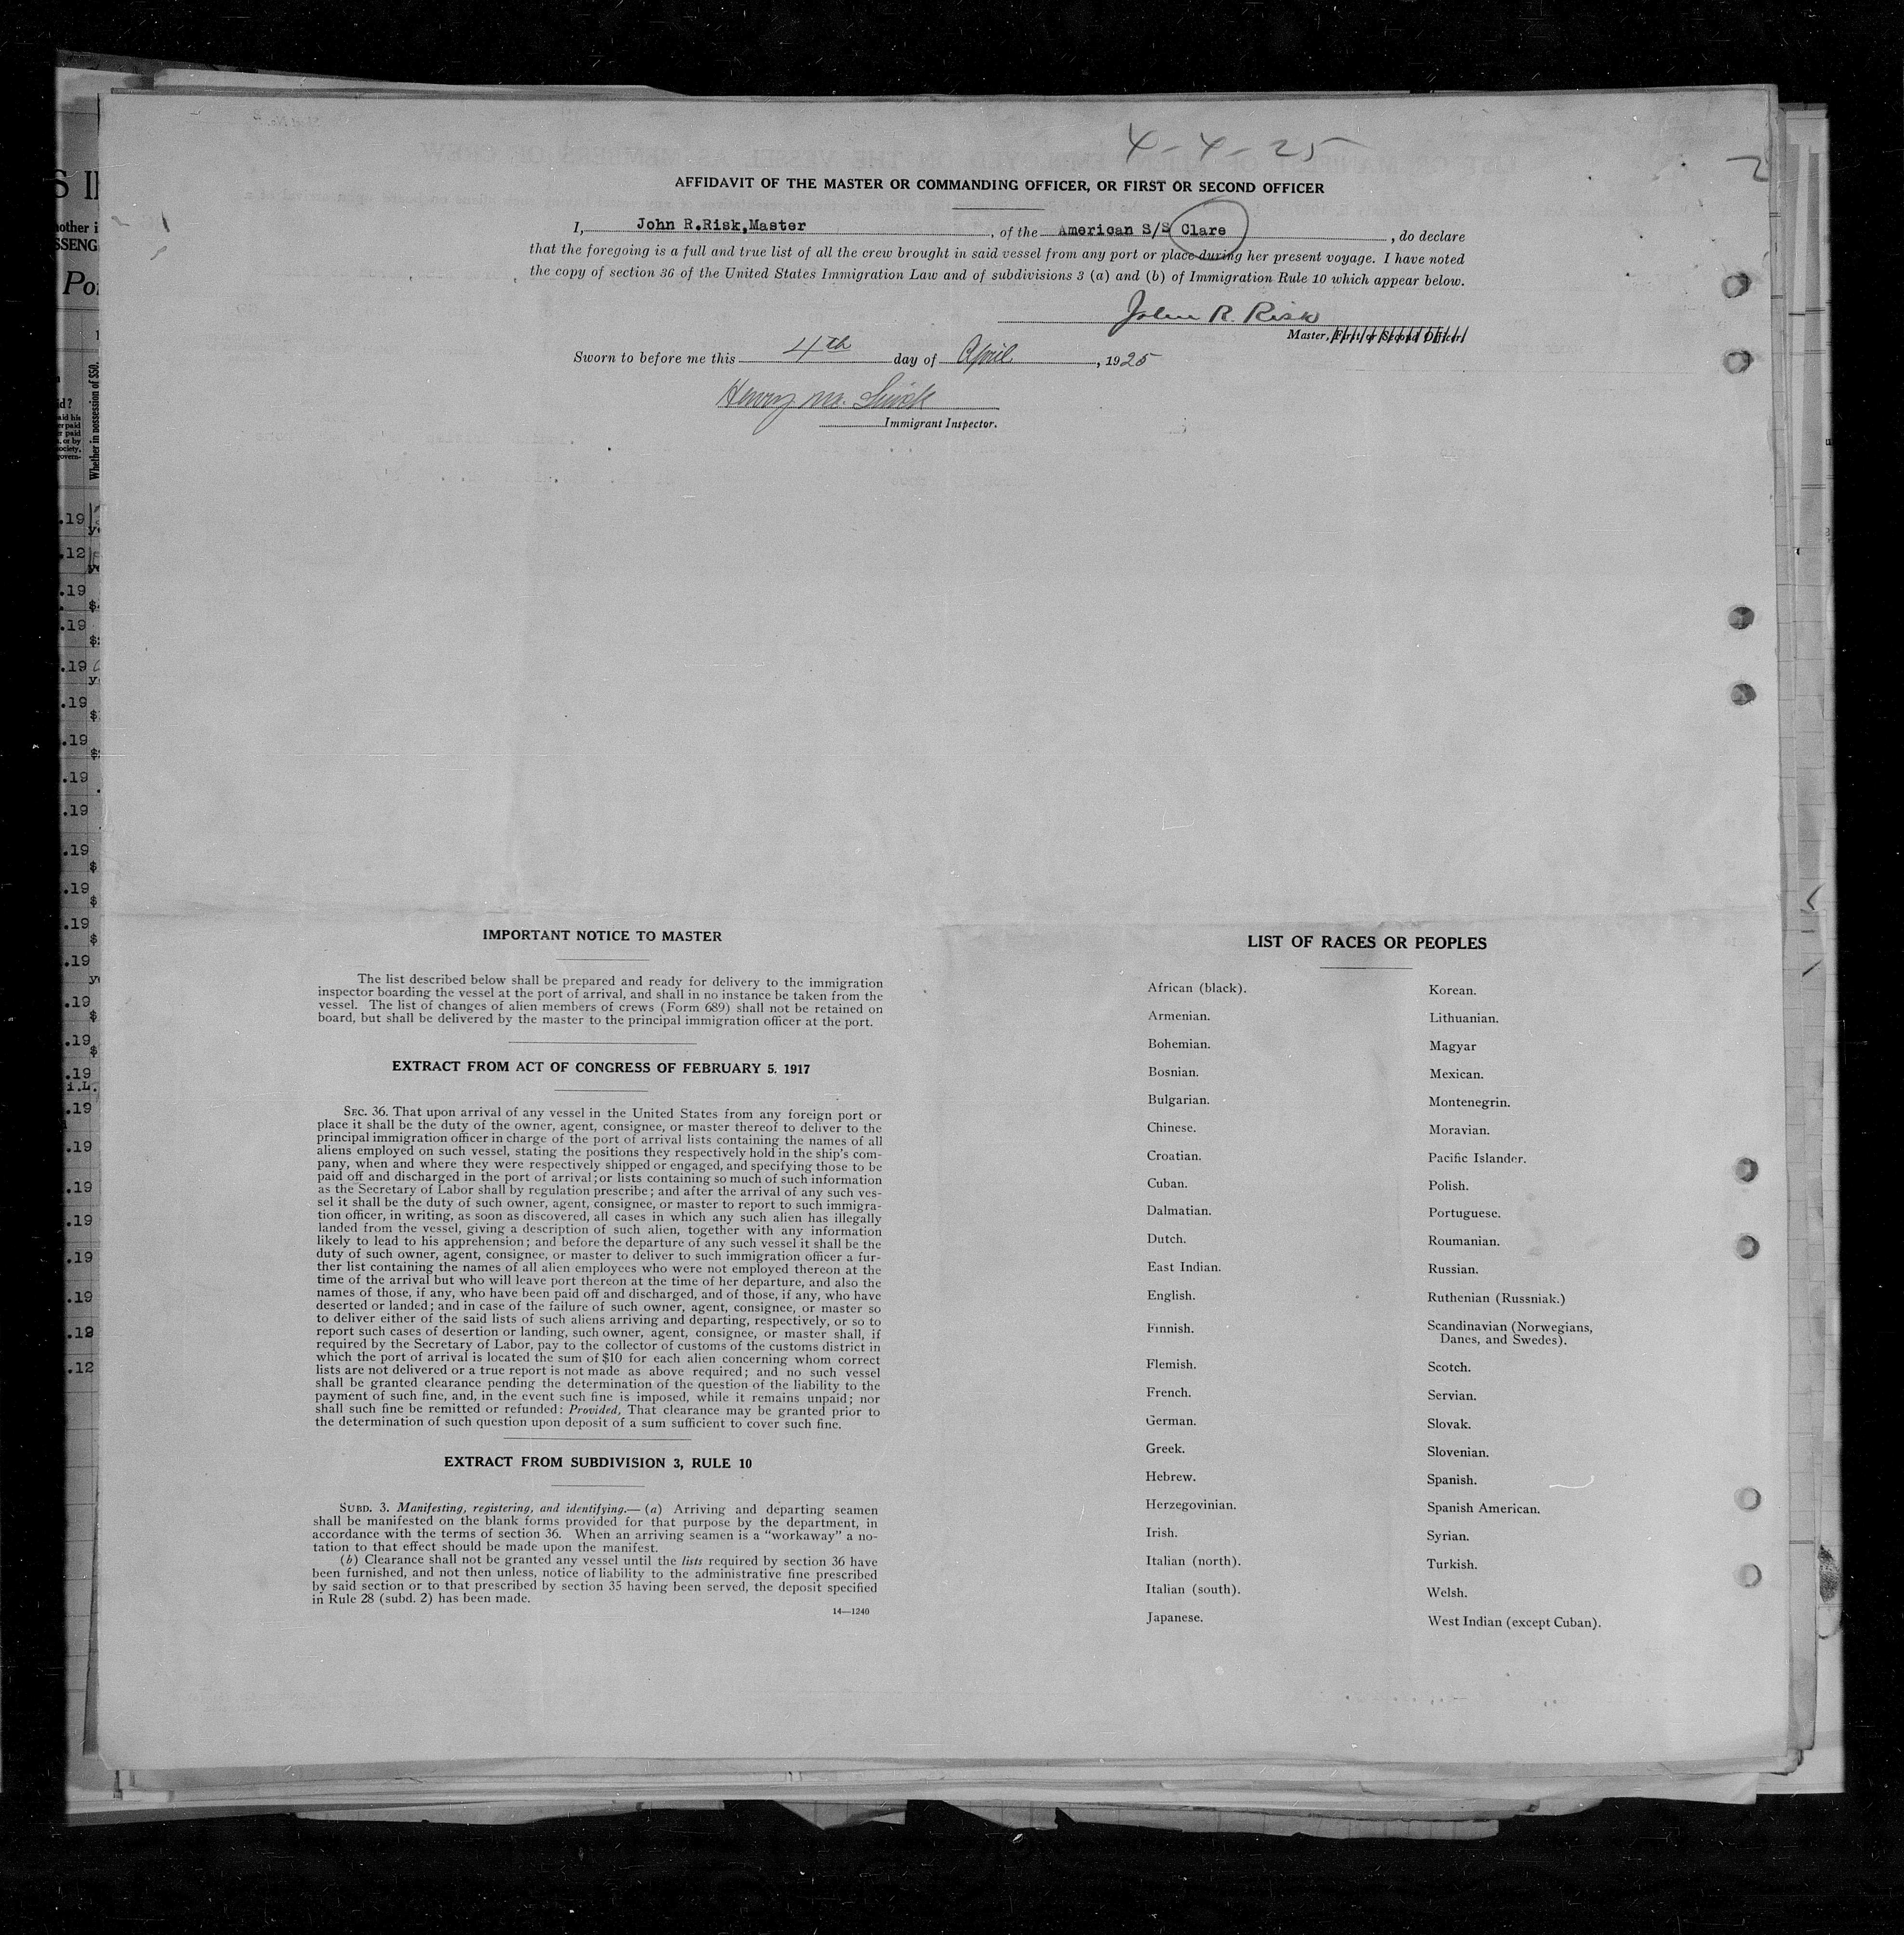 4-4-25
AFFIDAVIT OF THE MASTER OR COMMANDING OFFICER, OR FIRST OR SECOND OFFICER
I, John R.Risk,Master, of the American S/S Clare, do declare
that the foregoing is a full and true list of all the crew brought in said vessel from any port or place during her present voyage. I have noted
the copy of section 36 of the United States Immigration Law and of subdivisions 3 (a) and (b) of Immigration Rule 10 which appear below.
John R. Risk
Master, First or Second Officer.
Sworn to before me this 4th day of April, 1925
Henry
Immigrant Inspector.
IMPORTANT NOTICE TO MASTER
The list described below shall be prepared and ready for delivery to the immigration
inspector boarding the vessel at the port of arrival, and shall in no instance be taken from the
vessel. The list of changes of alien members of crews (Form 689) shall not be retained on
board, but shall be delivered by the master to the principal immigration officer at the port.
EXTRACT FROM ACT OF CONGRESS OF FEBRUARY 5, 1917
SEC. 36. That upon arrival of any vessel in the United States from any foreign port or
place it shall be the duty of the owner, agent, consignee, or master thereof to deliver to the
principal immigration officer in charge of the port of arrival lists containing the names of all
aliens employed on such vessel, stating the positions they respectively hold in the ship's com-
pany, when and where they were respectively shipped or engaged, and specifying those to be
paid off and discharged in the port of arrival; or lists containing so much of such information
as the Secretary of Labor shall by regulation prescribe; and after the arrival of any such ves-
sel it shall be the duty of such owner, agent, consignee, or master to report to such immigra-
tion officer, in writing, as soon as discovered, all cases in which any such alien has illegally
landed from the vessel, giving a description of such alien, together with any information
likely to lead to his apprehension; and before the departure of any such vessel it shall be the
duty of such owner, agent, consignee, or master to deliver to such immigration officer a fur-
ther list containing the names of all alien employees who were not employed thereon at the
time of the arrival but who will leave port thereon at the time of her departure, and also the
names of those, if any, who have been paid off and discharged, and of those, if any, who have
deserted or landed; and in case of the failure of such owner, agent, consignee, or master so
to deliver either of the said lists of such aliens arriving and departing, respectively, or so to
report such cases of desertion or landing, such owner, agent, consignee, or master shall, if
required by the Secretary of Labor, pay to the collector of customs of the customs district in
which the port of arrival is located the sum of $10 for each alien concerning whom correct
lists are not delivered or a true report is not made as above required; and no such vessel
shall be granted clearance pending the determination of the question of the liability to the
payment of such fine, and, in the event such fine is imposed, while it remains unpaid; nor
shall such fine be remitted or refunded: Provided, That clearance may be granted prior to
the determination of such question upon deposit of a sum sufficient to cover such fine.
EXTRACT FROM SUBDIVISION 3, RULE 10
SUBD. 3. Manifesting, registering, and identifying.— (a) Arriving and departing seamen
shall be manifested on the blank forms provided for that purpose by the department, in
accordance with the terms of section 36. When an arriving seamen is a "workaway" a no-
tation to that effect should be made upon the manifest.
(b) Clearance shall not be granted any vessel until the lists required by section 36 have
been furnished, and not then unless, notice of liability to the administrative fine prescribed
by said section or to that prescribed by section 35 having been served, the deposit specified
in Rule 28 (subd. 2) has been made.
14—1240
LIST OF RACES OR PEOPLES
African (black).
Armenian.
Bohemian.
Bosnian.
Bulgarian.
Chinese.
Croatian.
Cuban.
Dalmatian.
Dutch.
East Indian.
English.
Finnish.
Flemish.
French.
German.
Greek.
Hebrew.
Herzegovinian.
Irish.
Italian (north).
Italian (south).
Japanese.
Korean.
Lithuanian.
Magyar
Mexican.
Montenegrin.
Moravian.
Pacific Islander.
Polish.
Portuguese.
Roumanian.
Russian.
Ruthenian (Russniak.)
Scandinavian (Norwegians,
Danes, and Swedes).
Scotch.
Servian.
Slovak.
Slovenian.
Spanish.
Spanish American.
Syrian.
Turkish.
Welsh.
West Indian (except Cuban).